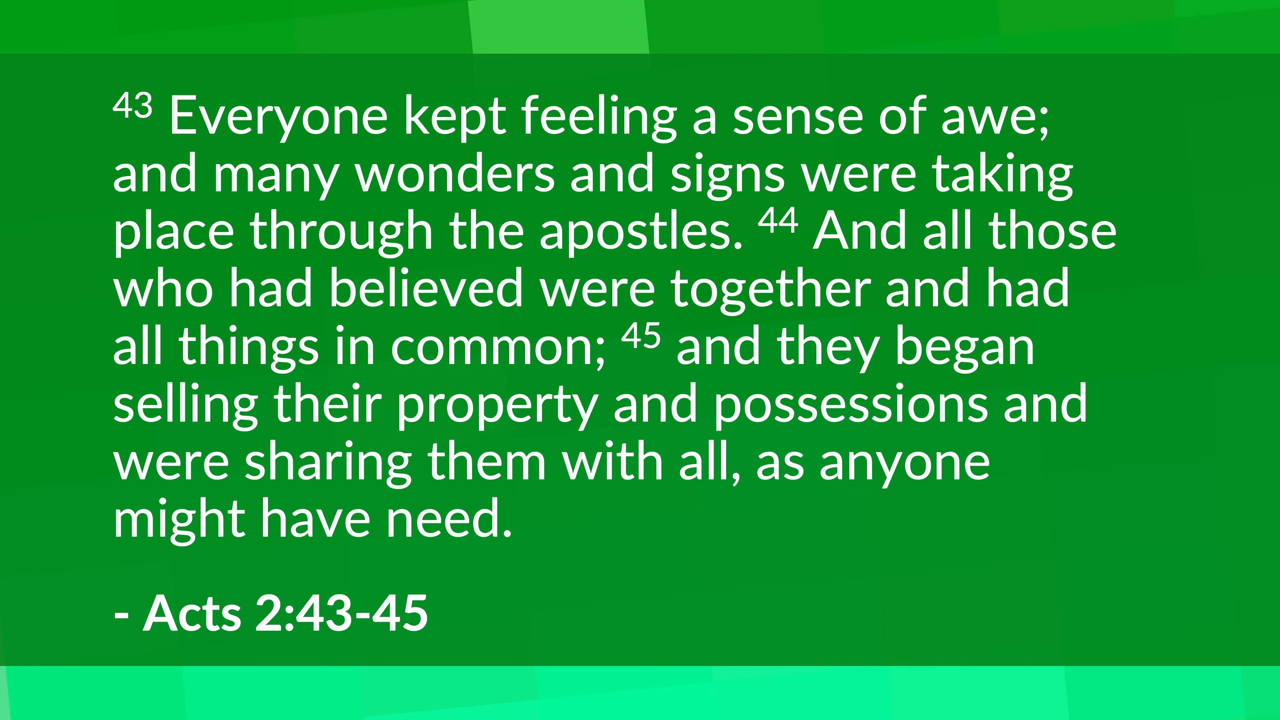 43 Everyone kept feeling a sense of awe;
and many wonders and signs were taking
place through the apostles. 44 And all those
who had believed were together and had
all things in common; 45 and they began
selling their property and possessions and
were sharing them with all, as anyone
might have need.
- Acts 2:43-45